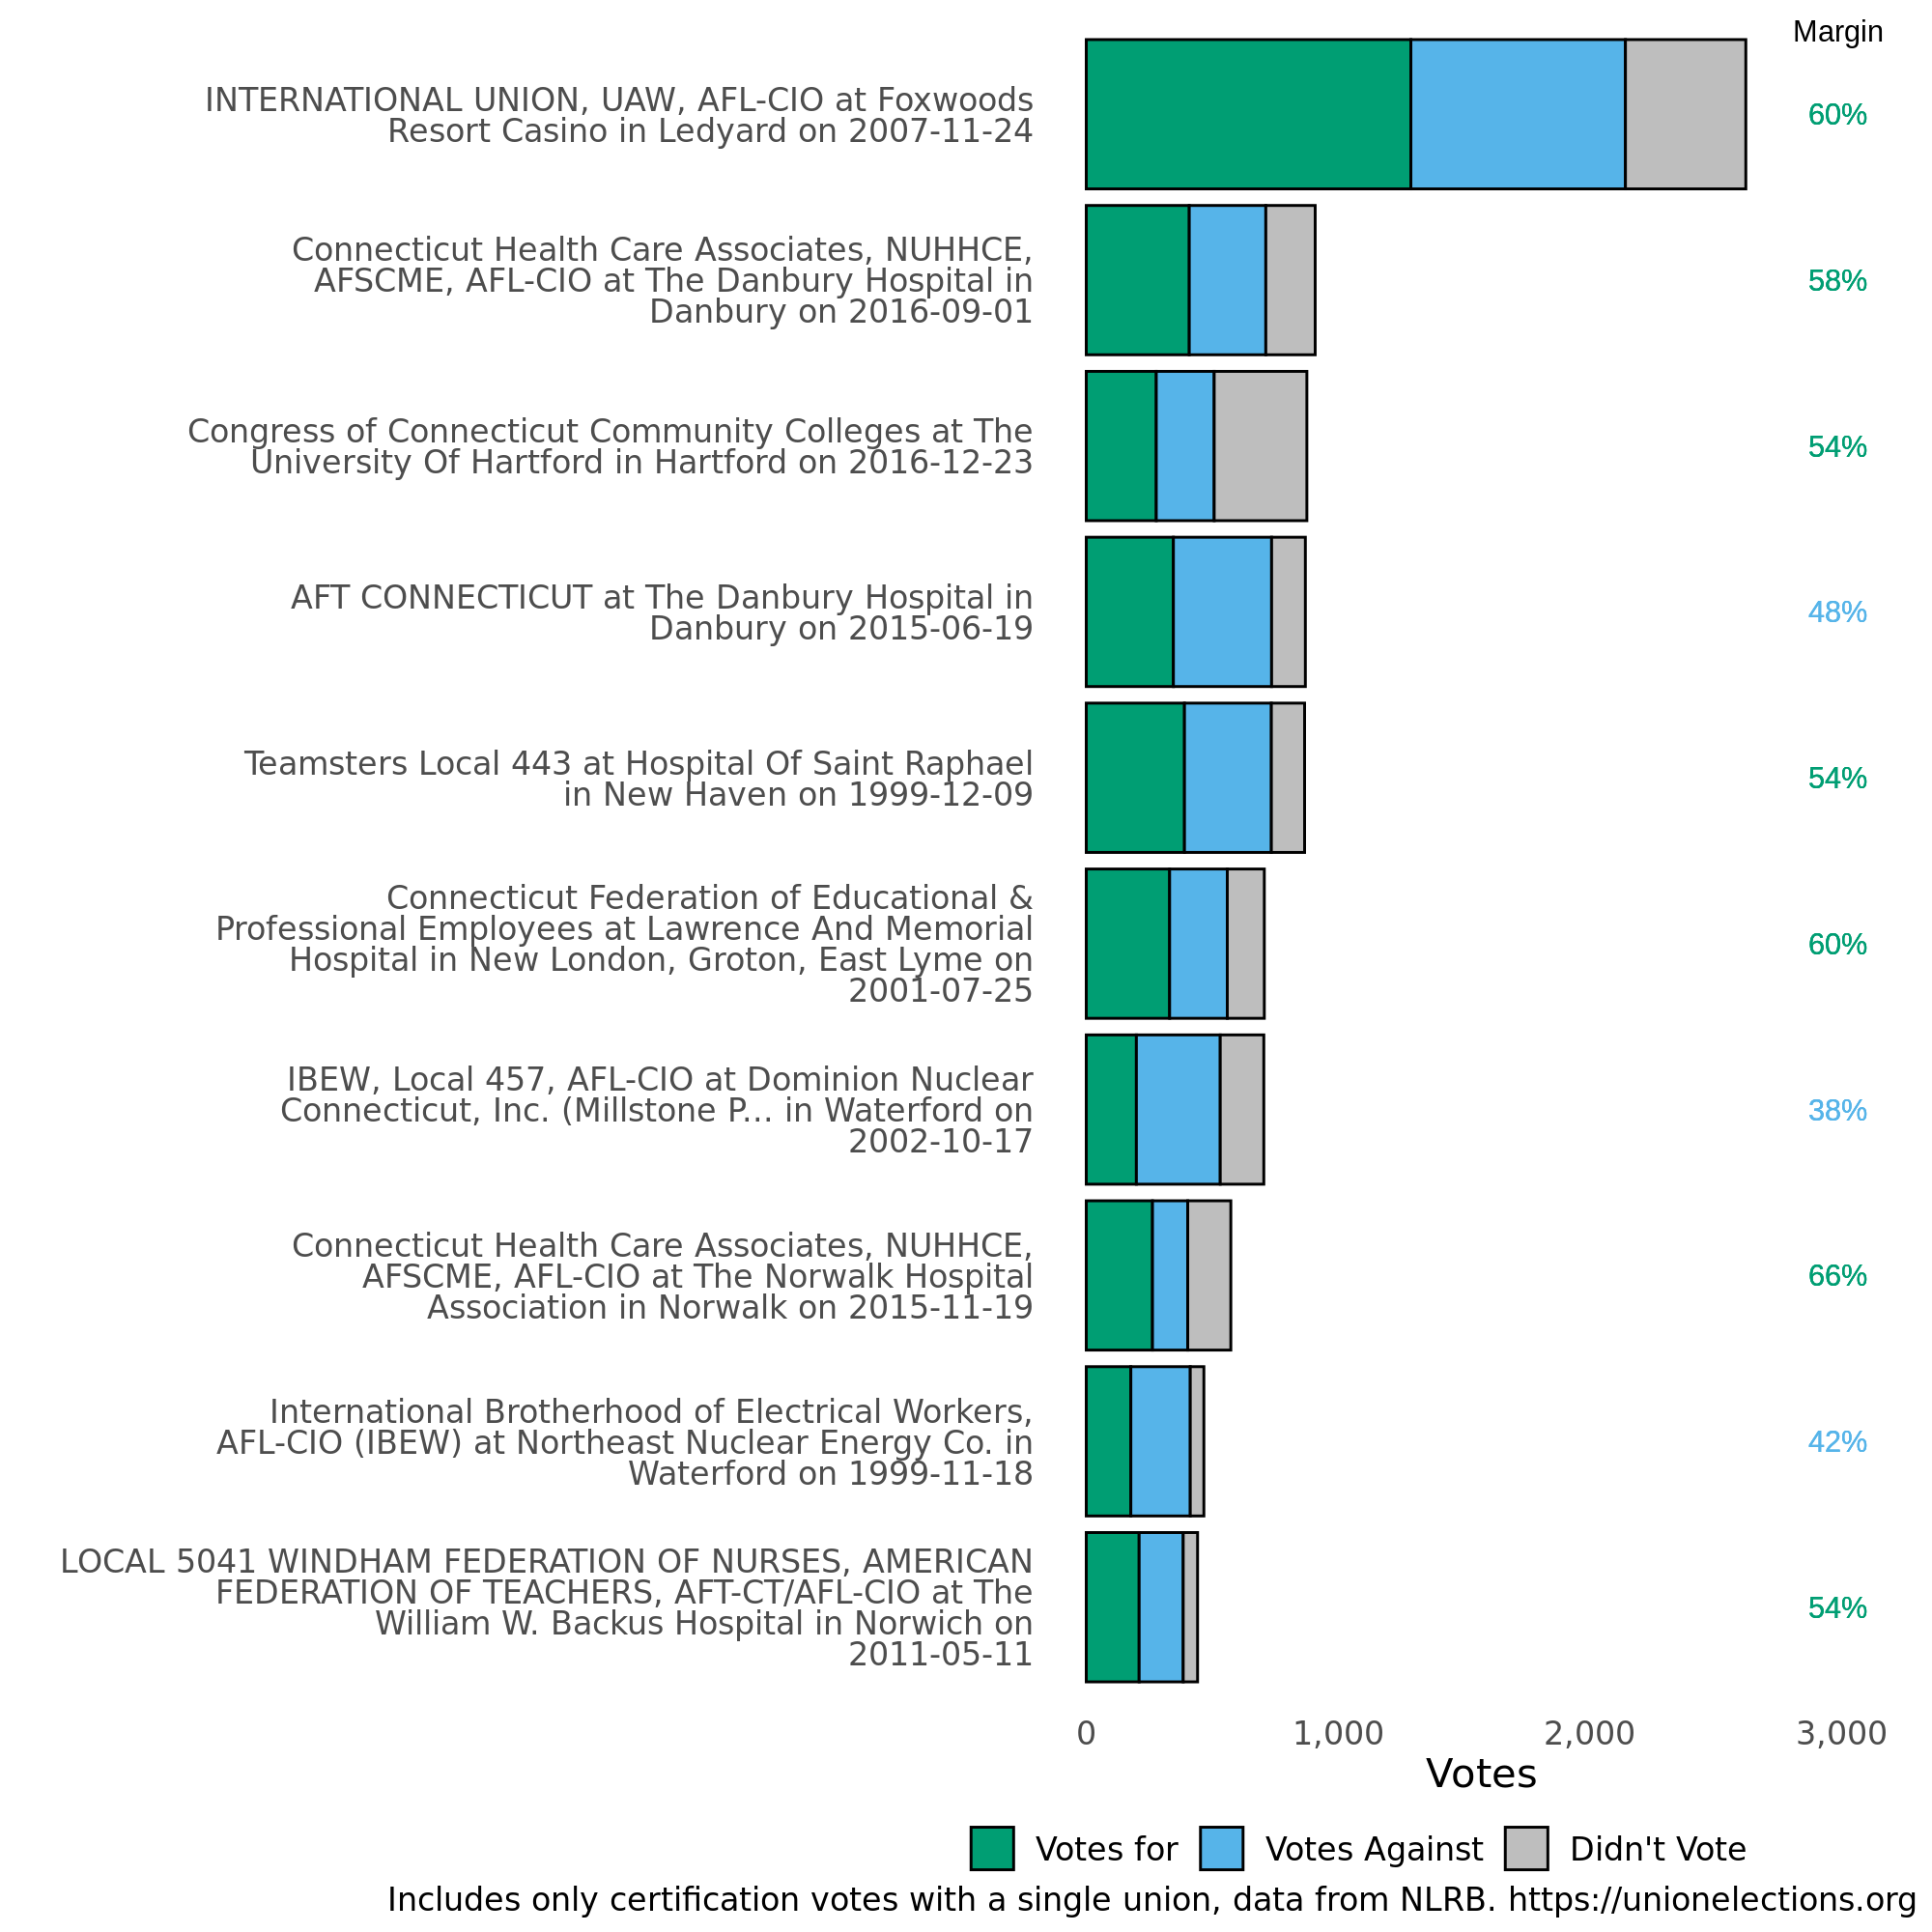 Margin
INTERNATIONAL UNION, UAW, AFL-CIO at Foxwoods
Resort Casino in Ledyard on 2007-11-24
60%
Connecticut Health Care Associates, NUHHCE,
AFSCME, AFL-CIO at The Danbury Hospital in
Danbury on 2016-09-01
58%
Congress of Connecticut Community Colleges at The
University Of Hartford in Hartford on 2016-12-23
54%
AFT CONNECTICUT at The Danbury Hospital in
Danbury on 2015-06-19
48%
Teamsters Local 443 at Hospital Of Saint Raphael
in New Haven on 1999-12-09
54%
Connecticut Federation of Educational &
Professional Employees at Lawrence And Memorial
Hospital in New London, Groton, East Lyme on
2001-07-25
60%
IBEW, Local 457, AFL-CIO at Dominion Nuclear
Connecticut, Inc. (Millstone P... in Waterford on
2002-10-17
38%
Connecticut Health Care Associates, NUHHCE,
AFSCME, AFL-CIO at The Norwalk Hospital
Association in Norwalk on 2015-11-19
66%
International Brotherhood of Electrical Workers,
AFL-CIO (IBEW) at Northeast Nuclear Energy Co. in
Waterford on 1999-11-18
42%
LOCAL 5041 WINDHAM FEDERATION OF NURSES, AMERICAN
FEDERATION OF TEACHERS, AFT-CT/AFL-CIO at The
William W. Backus Hospital in Norwich on
2011-05-11
54%
0 1,000 2,000 3,000
Votes
Votes for Votes Against Didn't Vote
Includes only certification votes with a single union, data from NLRB. https://unionelections.org